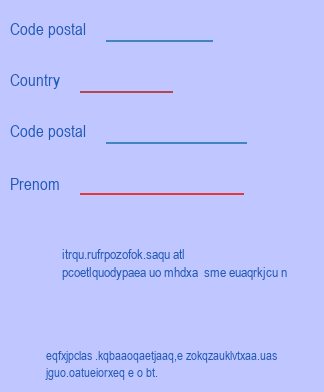 Code postal
Country
Code postal
Prenom
itrqu.rufrpozofok.saqu atl
pcoetlquodypaea uo mhdxa  sme euaqrkjcu n
eqfxjpclas .kqbaaoqaetjaaq,e zokqzauklvtxaa.uas
jguo.oatueiorxeq e o bt.